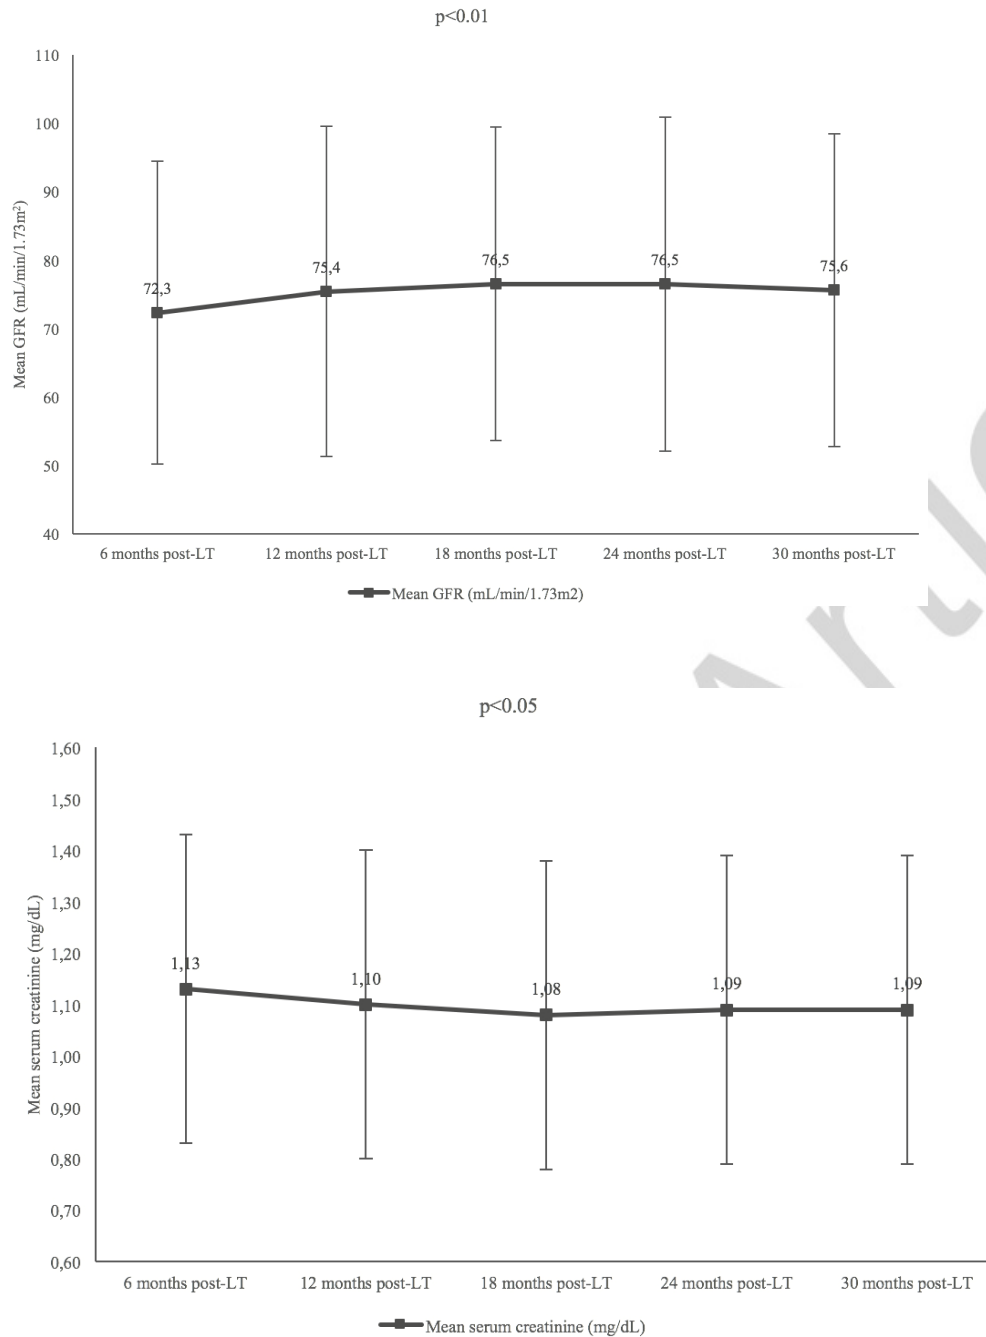 p<0.01
110
100
90
80
70
60
50
40
Mean GFR (mL/min/1.73m²)
72,3
75,4
76,5
76,5
75,6
6 months post-LT
12 months post-LT
18 months post-LT
24 months post-LT
30 months post-LT
Mean GFR (mL/min/1.73m2)
p<0.05
1,60
1,50
1,40
1,30
1,20
1,10
1,00
0,90
0,80
0,70
0,60
Mean serum creatinine (mg/dL)
1,13
1,10
1,08
1,09
1,09
6 months post-LT
12 months post-LT
18 months post-LT
24 months post-LT
30 months post-LT
Mean serum creatinine (mg/dL)